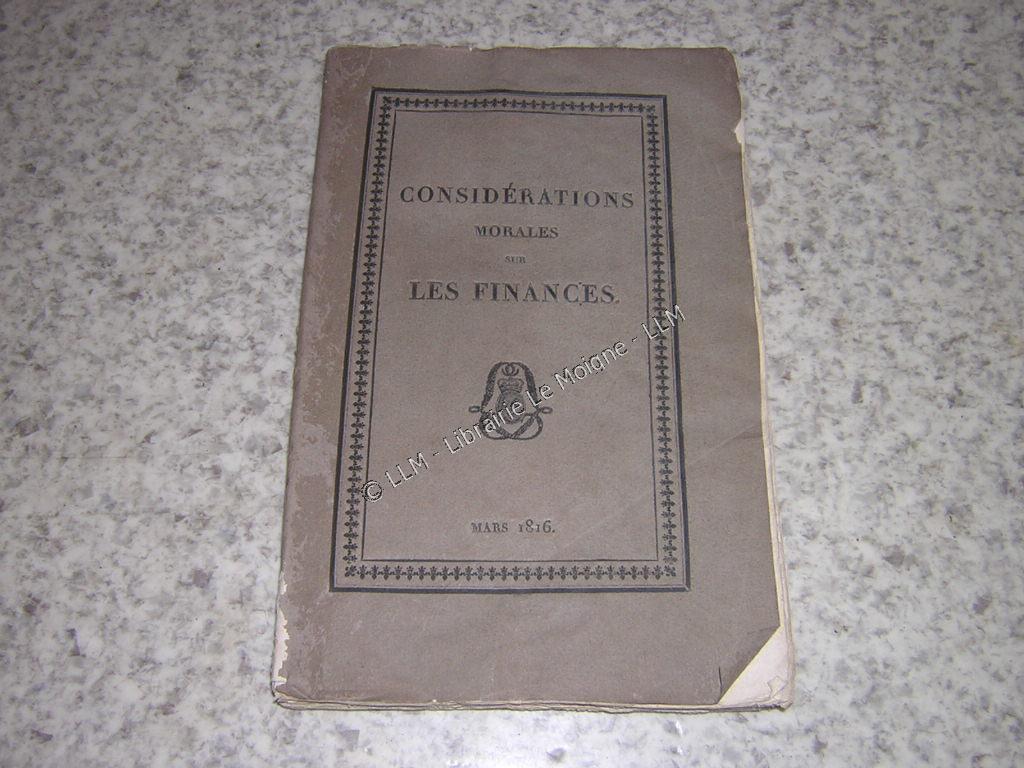 CONSIDÉRATIONS
MORALES
SUR
LES FINANCES.
© LLM - Librairie Le Moigne - LLM
MARS 1816.